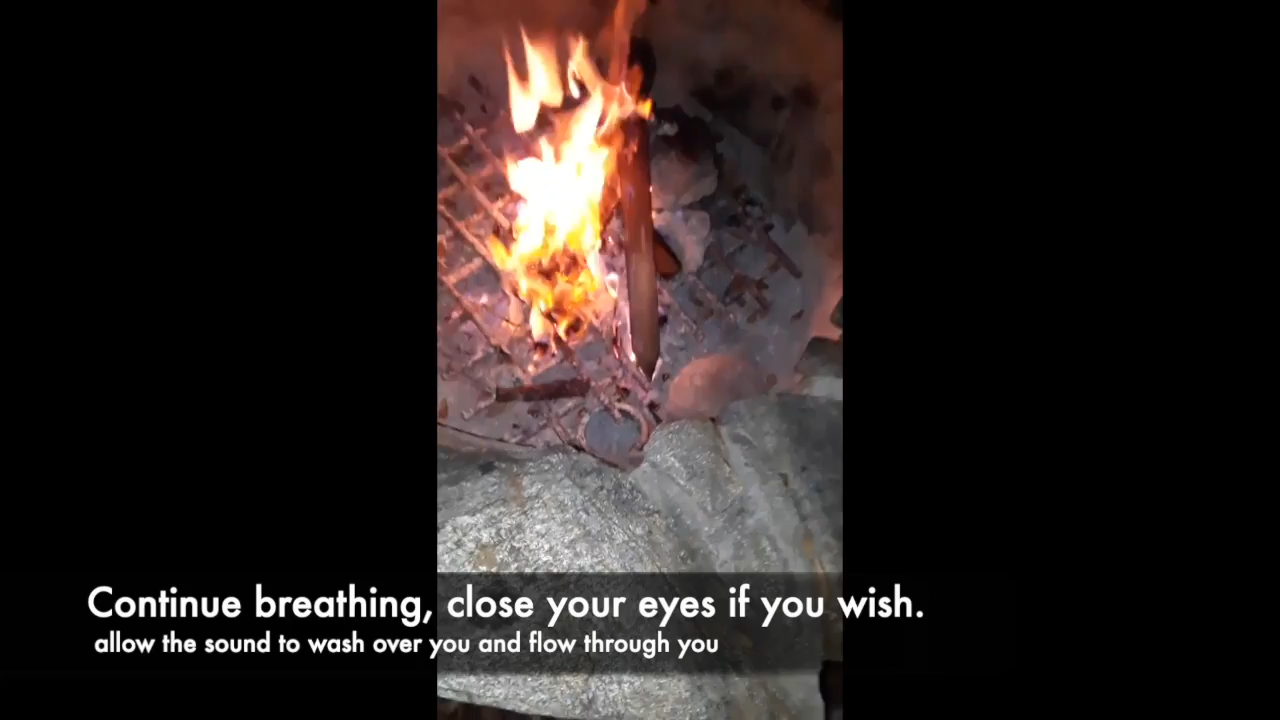 Continue breathing, close your eyes if you wish.
allow the sound to wash over you and flow through you